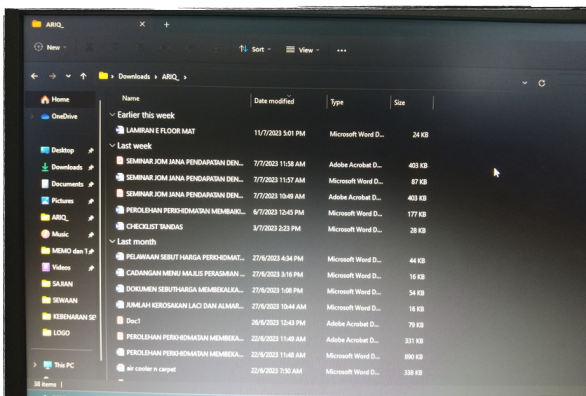 ARIQ_
New
Sort
View
Downloads > ARIQ_ >
Home
OneDrive
Desktop
Downloads
Documents
Pictures
ARIQ_
Music
MEMO dan T
Videos
SAJIAN
SEWAAN
KEBENARAN SE
LOGO
This PC
38 items
Name Date modified Type Size
Earlier this week
LAMIRAN E FLOOR MAT 11/7/2023 5:01 PM Microsoft Word D... 24 KB
Last week
SEMINAR JOM JANA PENDAPATAN DEN... 7/7/2023 11:58 AM Adobe Acrobat D... 403 KB
SEMINAR JOM JANA PENDAPATAN DEN... 7/7/2023 11:57 AM Microsoft Word D... 87 KB
SEMINAR JOM JANA PENDAPATAN DEN... 7/7/2023 10:49 AM Adobe Acrobat D... 403 KB
PEROLEHAN PERKHIDMATAN MEMBAIKI... 6/7/2023 12:45 PM Microsoft Word D... 177 KB
CHECKLIST TANDAS 3/7/2023 2:23 PM Microsoft Word D... 28 KB
Last month
PELAWAAN SEBUT HARGA PERKHIDMAT... 27/6/2023 4:34 PM Microsoft Word D... 44 KB
CADANGAN MENU MAJLIS PERASMIAN ... 27/6/2023 3:16 PM Microsoft Word D... 16 KB
DOKUMEN SEBUTHARGA MEMBEKALKA... 27/6/2023 1:08 PM Microsoft Word D... 54 KB
JUMLAH KEROSAKAN LACI DAN ALMAR... 27/6/2023 10:44 AM Microsoft Word D... 16 KB
Doc1 26/6/2023 12:43 PM Adobe Acrobat D... 79 KB
PEROLEHAN PERKHIDMATAN MEMBEKA... 22/6/2023 11:49 AM Adobe Acrobat D... 331 KB
PEROLEHAN PERKHIDMATAN MEMBEKA... 22/6/2023 11:48 AM Microsoft Word D... 890 KB
air cooler n carpet 22/6/2023 7:50 AM Microsoft Word D... 338 KB